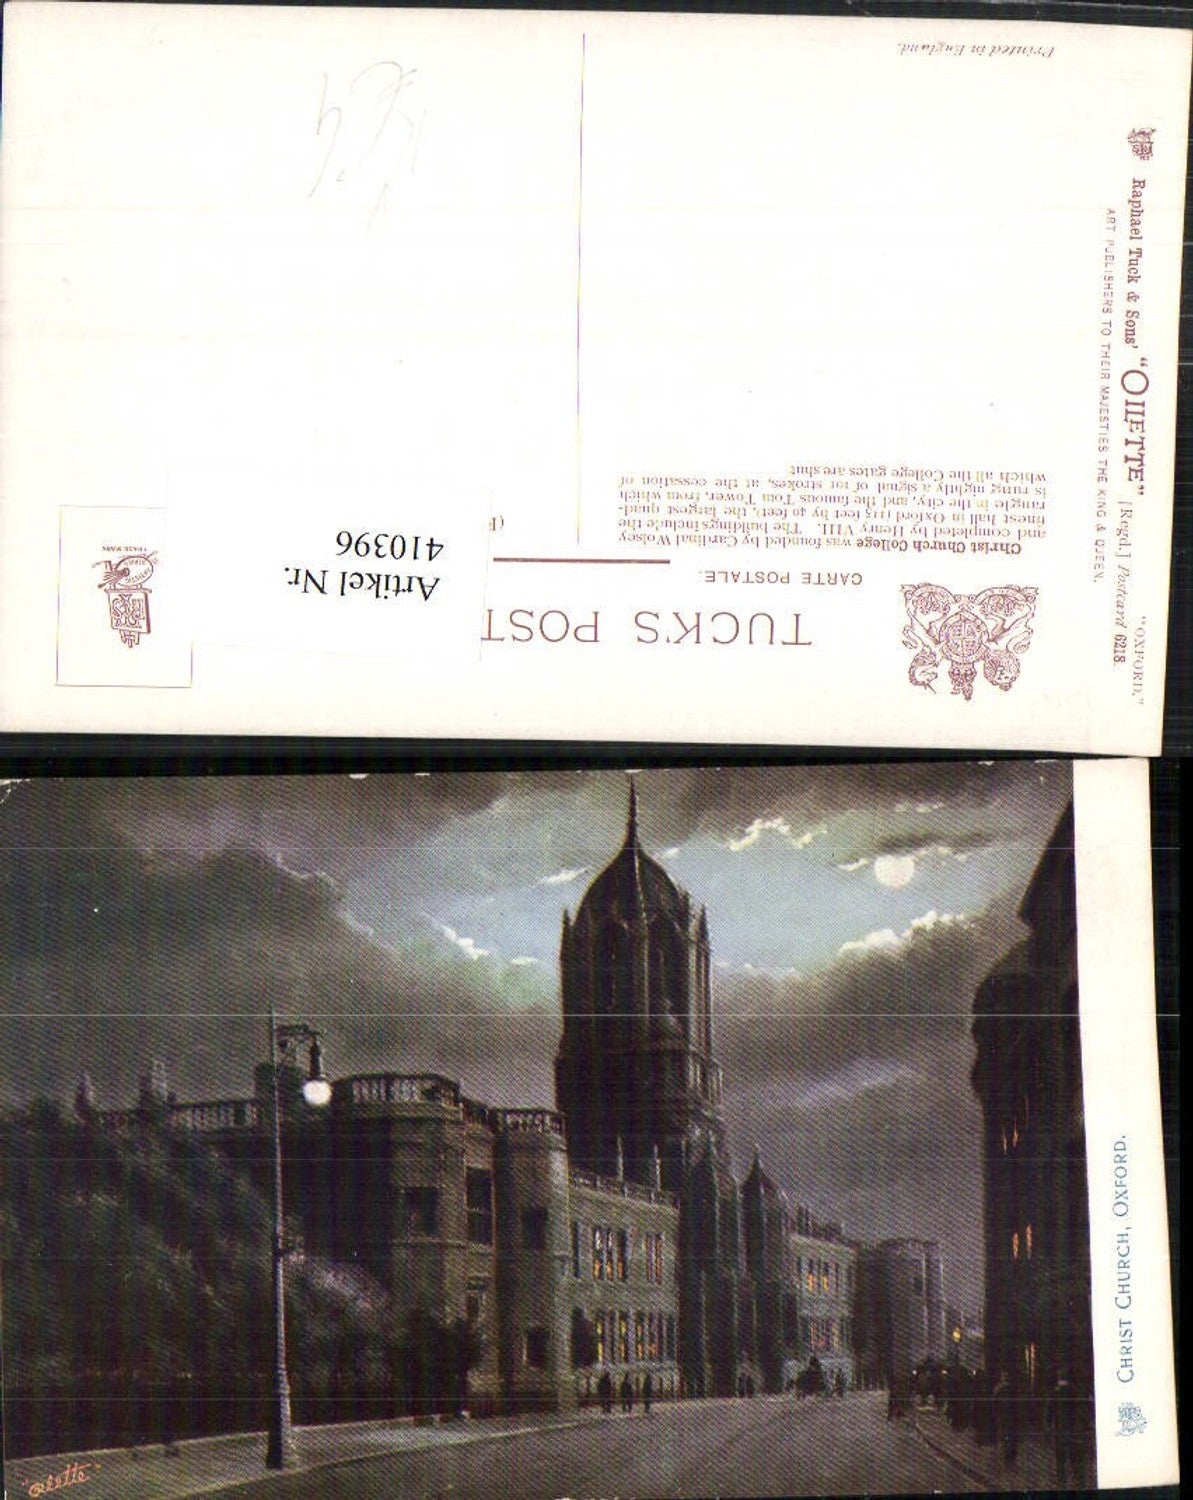 TUCK'S POST
CARTE POSTALE.
Christ Church College was founded by Cardinal Wolsey
and completed by Henry VIII. The buildings include the
finest hall in Oxford (115 feet by 40 feet), the largest quad-
rangle in the city, and the famous Tom Tower, from which
is rung nightly a signal of 101 strokes, at the cessation of
which all the College gates are shut
Artikel Nr.
410396
TRADE MARK
Printed in England.
Raphael Tuck & Sons' "OILETTE" [Regd.] Postcard 6218.
"OXFORD."
ART PUBLISHERS TO THEIR MAJESTIES THE KING & QUEEN.
CHRIST CHURCH, OXFORD.
"Oilette"